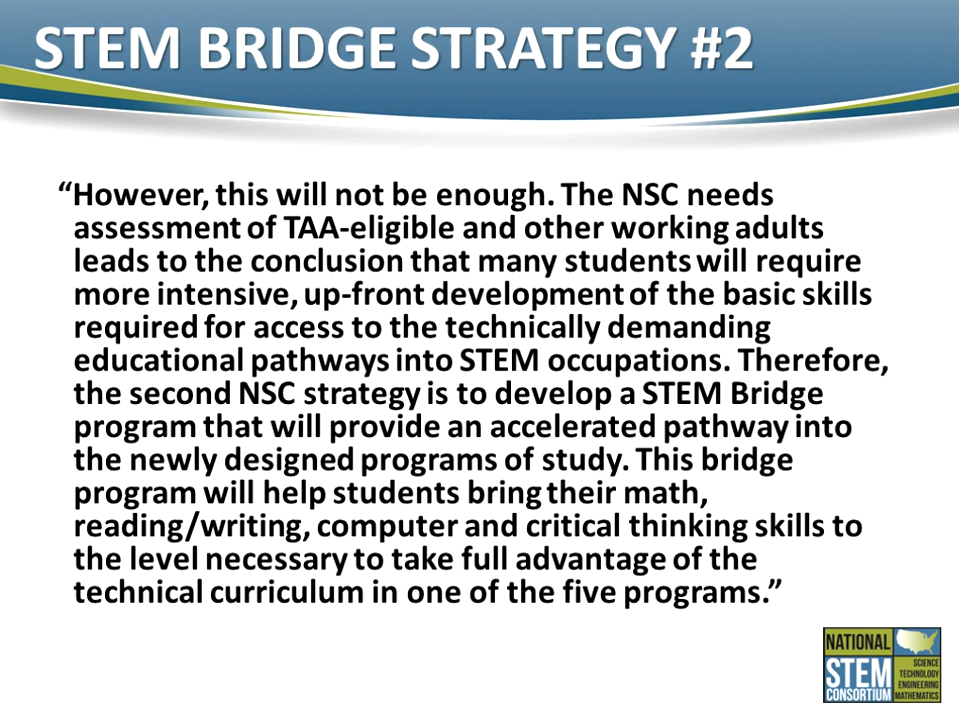 STEM BRIDGE STRATEGY #2
“However, this will not be enough. The NSC needs
assessment of TAA-eligible and other working adults
leads to the conclusion that many students will require
more intensive, up-front development of the basic skills
required for access to the technically demanding
educational pathways into STEM occupations. Therefore,
the second NSC strategy is to develop a STEM Bridge
program that will provide an accelerated pathway into
the newly designed programs of study. This bridge
program will help students bring their math,
reading/writing, computer and critical thinking skills to
the level necessary to take full advantage of the
technical curriculum in one of the five programs.”
NATIONAL
STEM
CONSORTIUM
SCIENCE
TECHNOLOGY
ENGINEERING
MATHEMATICS